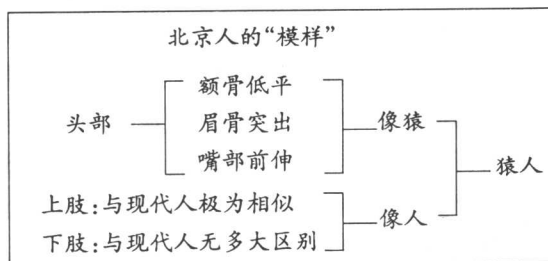 北京人的“模样”
额骨低平
头部 眉骨突出 像猿
嘴部前伸
猿人
上肢：与现代人极为相似
像人
下肢：与现代人无多大区别